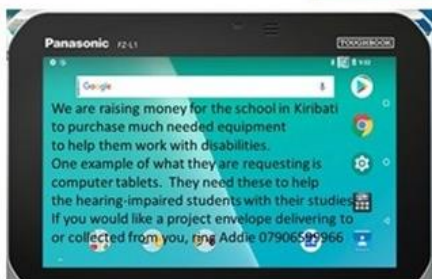 Panasonic FZ-L1
TOUGHBOOK
Google
We are raising money for the school in Kiribati
to purchase much needed equipment
to help them work with disabilities.
One example of what they are requesting is
computer tablets. They need these to help
the hearing-impaired students with their studies
If you would like a project envelope delivering to
or collected from you, ring Addie 07906599966